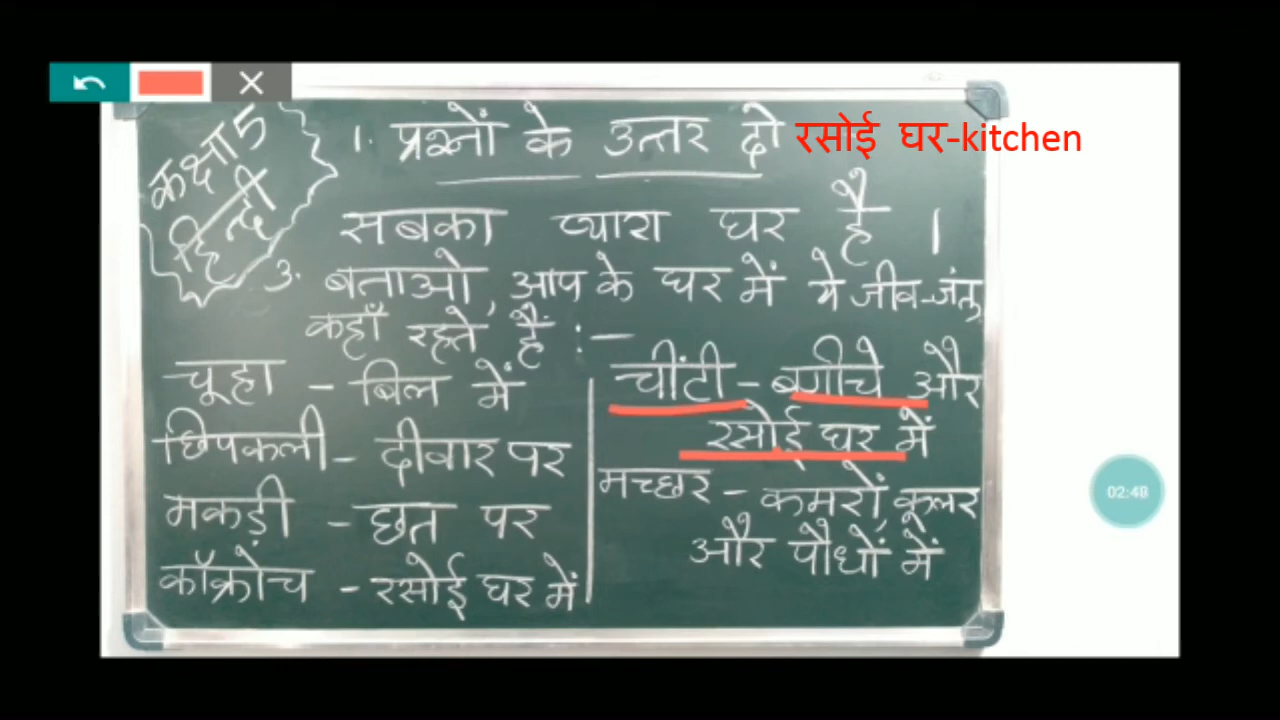 कक्षा 5
हिन्दी
1. प्रश्नों के उत्तर दो
रसोई घर-kitchen
सबका प्यारा घर है ।
3. बताओ, आप के घर में ये जीव-जंतु
कहाँ रहते हैं :-
चूहा - बिल में
छिपकली - दीवार पर
मकड़ी - छत पर
कॉक्रोच - रसोई घर में
चींटी - बगीचे और
रसोई घर में
मच्छर - कमरों, कूलर
और पौधों में
02:48